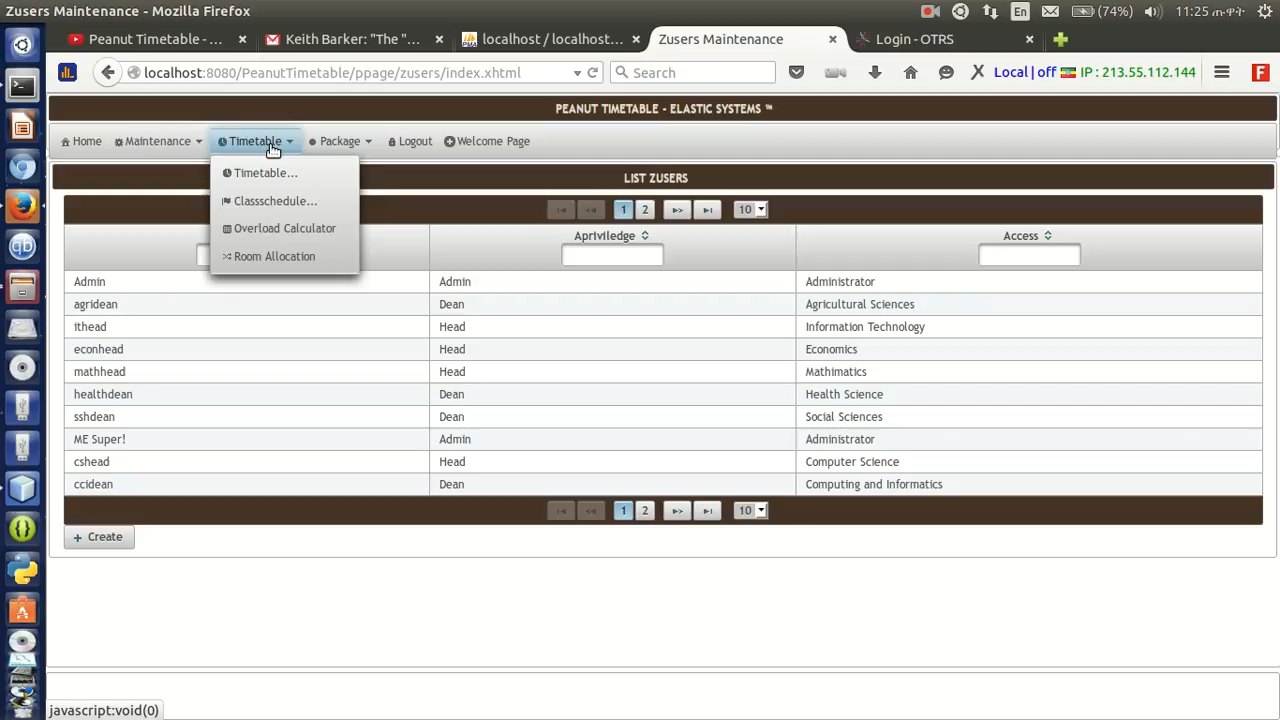 Zusers Maintenance - Mozilla Firefox
En (74%) 11:25 ጡዋት
Peanut Timetable - ... × Keith Barker: "The "... × localhost / localhost... × Zusers Maintenance × Login - OTRS ×
localhost:8080/PeanutTimetable/ppage/zusers/index.xhtml Search Local | off IP : 213.55.112.144
PEANUT TIMETABLE - ELASTIC SYSTEMS ™
Home Maintenance Timetable Package Logout Welcome Page
Timetable...
Classschedule...
Overload Calculator
Room Allocation
LIST ZUSERS
1 2 10
Apriviledge Access
Admin Admin Administrator
agridean Dean Agricultural Sciences
ithead Head Information Technology
econhead Head Economics
mathhead Head Mathimatics
healthdean Dean Health Science
sshdean Dean Social Sciences
ME Super! Admin Administrator
cshead Head Computer Science
ccidean Dean Computing and Informatics
1 2 10
Create
javascript:void(0)